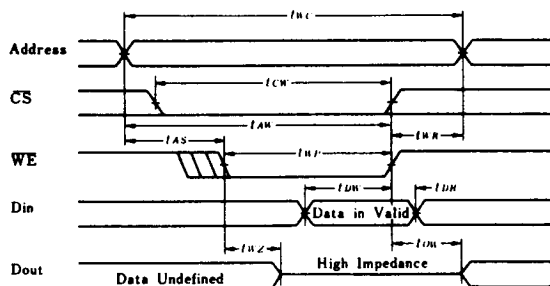 tWC
Address
tCW
CS
tAW
tAS
tWR
WE
tWP
tDW
tDH
Din
Data in Valid
tWZ
tOW
Dout
Data Undefined
High Impedance